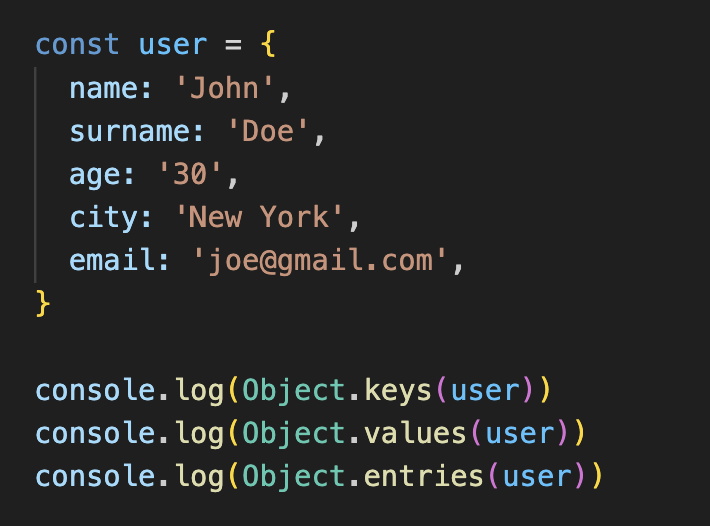 const user = {
  name: 'John',
  surname: 'Doe',
  age: '30',
  city: 'New York',
  email: 'joe@gmail.com',
}

console.log(Object.keys(user))
console.log(Object.values(user))
console.log(Object.entries(user))